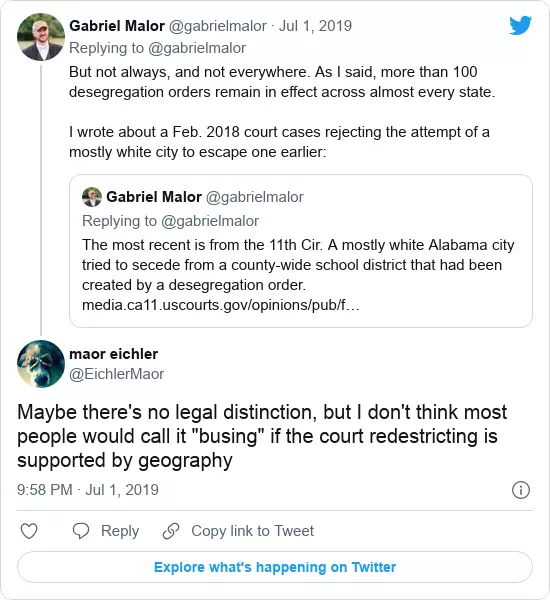 Gabriel Malor @gabrielmalor · Jul 1, 2019
Replying to @gabrielmalor
But not always, and not everywhere. As I said, more than 100
desegregation orders remain in effect across almost every state.
I wrote about a Feb. 2018 court cases rejecting the attempt of a
mostly white city to escape one earlier:
Gabriel Malor @gabrielmalor
Replying to @gabrielmalor
The most recent is from the 11th Cir. A mostly white Alabama city
tried to secede from a county-wide school district that had been
created by a desegregation order.
media.ca11.uscourts.gov/opinions/pub/f…
maor eichler
@EichlerMaor
Maybe there's no legal distinction, but I don't think most
people would call it "busing" if the court redestricting is
supported by geography
9:58 PM · Jul 1, 2019
Reply
Copy link to Tweet
Explore what's happening on Twitter